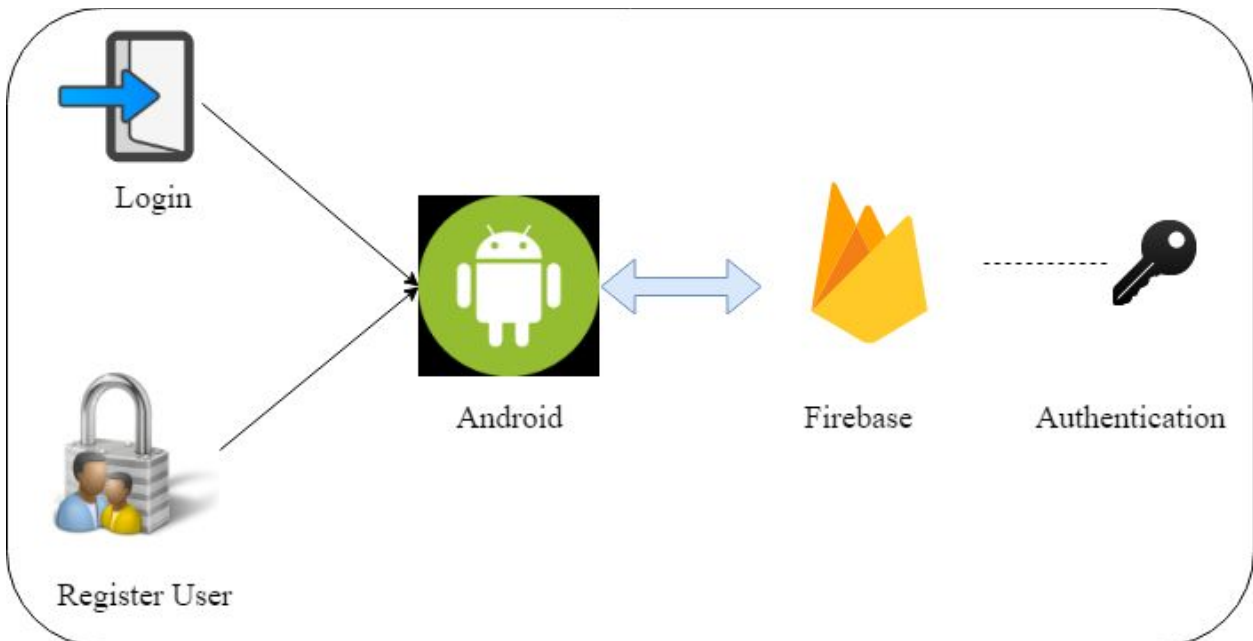 Login
Android
Firebase
Authentication
Register User